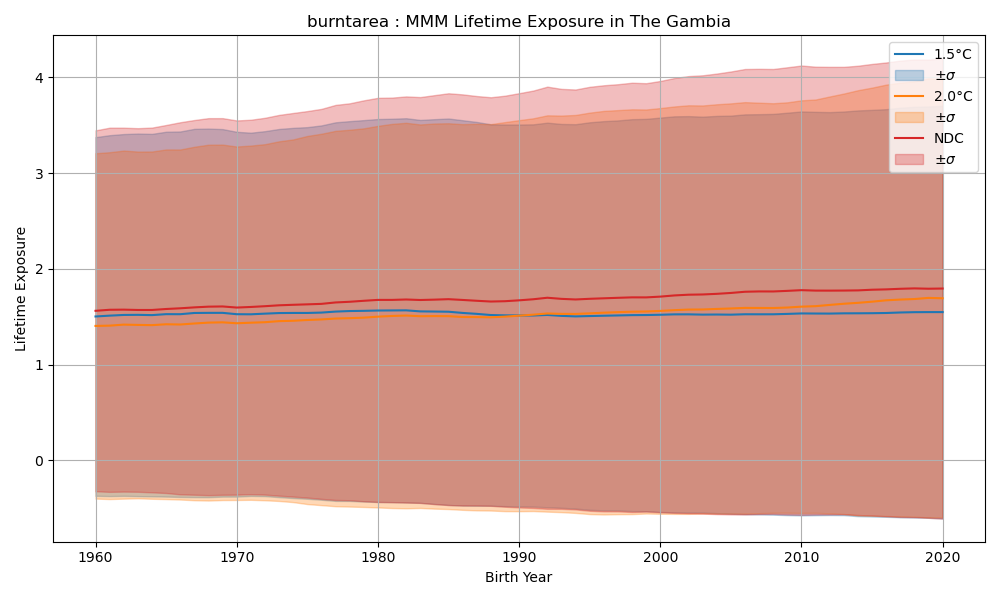 burntarea : MMM Lifetime Exposure in The Gambia
Lifetime Exposure
4
3
2
1
0
1.5°C
±σ
2.0°C
±σ
NDC
±σ
1960
1970
1980
1990
2000
2010
2020
Birth Year